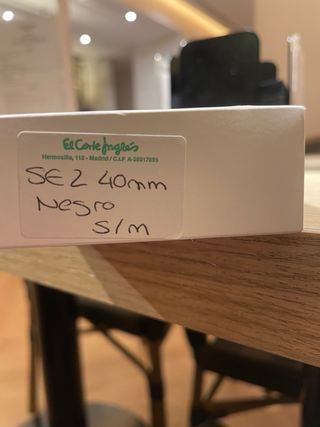 El Corte Inglés
Hermosilla, 112 - Madrid / C.I.F. A-28017895
SE 2 40mm
Negro
S/M